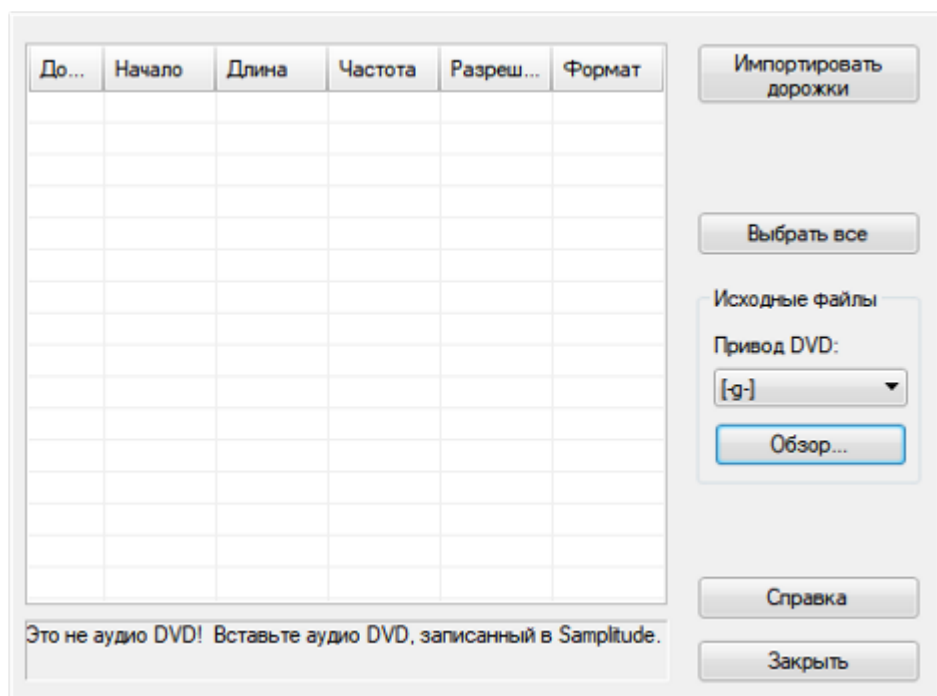 До... Начало Длина Частота Разреш... Формат
Импортировать
дорожки
Выбрать все
Исходные файлы
Привод DVD:
[-g-]
Обзор...
Справка
Это не аудио DVD! Вставьте аудио DVD, записанный в Samplitude.
Закрыть